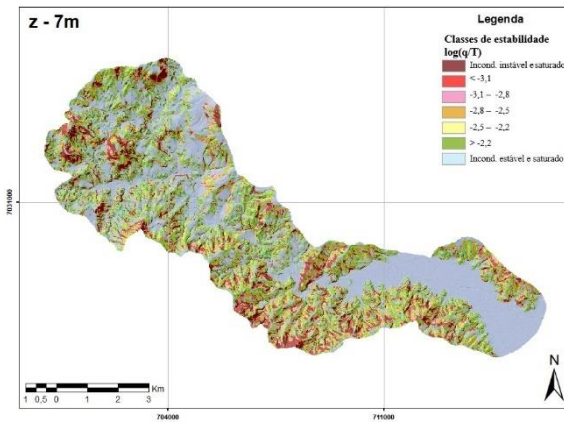 z - 7m
Legenda
Classes de estabilidade
log(q/T)
Incond. instável e saturado
< -3,1
-3,1 – -2,8
-2,8 – -2,5
-2,5 – -2,2
> -2,2
Incond. estável e saturado
7031000
N
Km
1 0,5 0 1 2 3
704000
711000